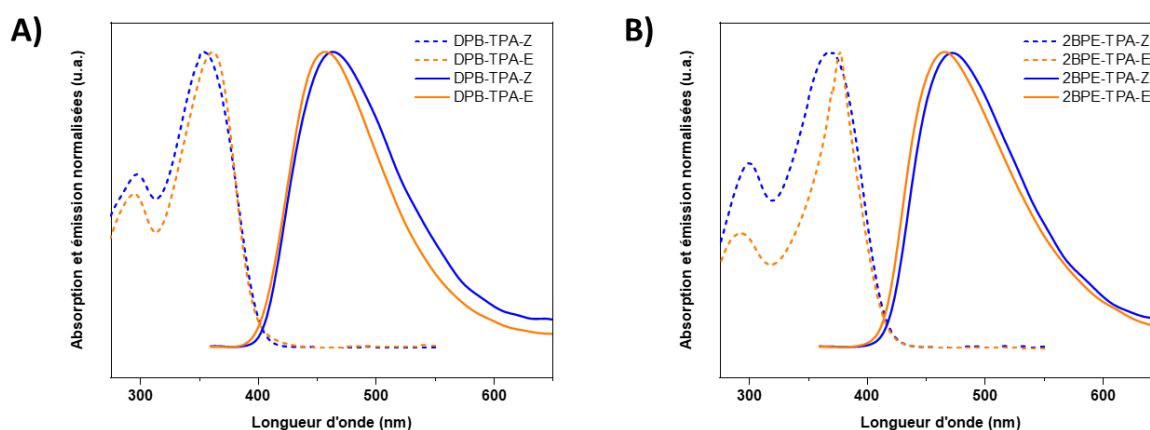 A)
Absorption et émission normalisées (u.a.)
DPB-TPA-Z
DPB-TPA-E
DPB-TPA-Z
DPB-TPA-E
300
400
500
600
Longueur d'onde (nm)
B)
Absorption et émission normalisées (u.a.)
2BPE-TPA-Z
2BPE-TPA-E
2BPE-TPA-Z
2BPE-TPA-E
300
400
500
600
Longueur d'onde (nm)